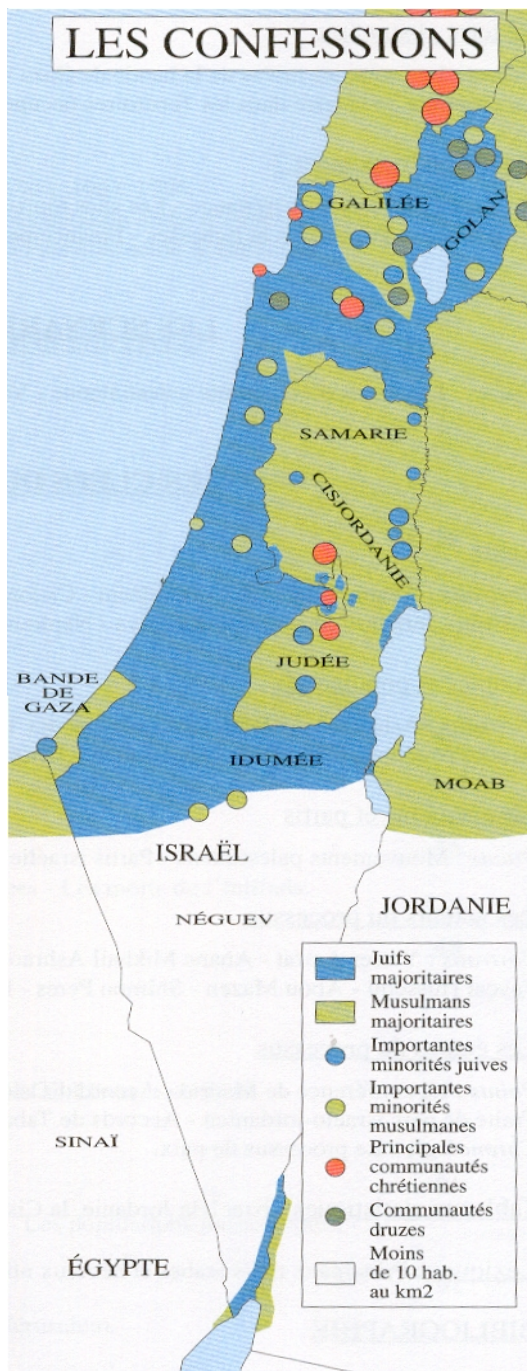 LES CONFESSIONS
GALILÉE
GOLAN
SAMARIE
CISJORDANIE
BANDE
DE
GAZA
JUDÉE
IDUMÉE
MOAB
ISRAËL
NÉGUEV
JORDANIE
SINAÏ
ÉGYPTE
Juifs
majoritaires
Musulmans
majoritaires
Importantes
minorités juives
Importantes
minorités
musulmanes
Principales
communautés
chrétiennes
Communautés
druzes
Moins
de 10 hab.
au km2